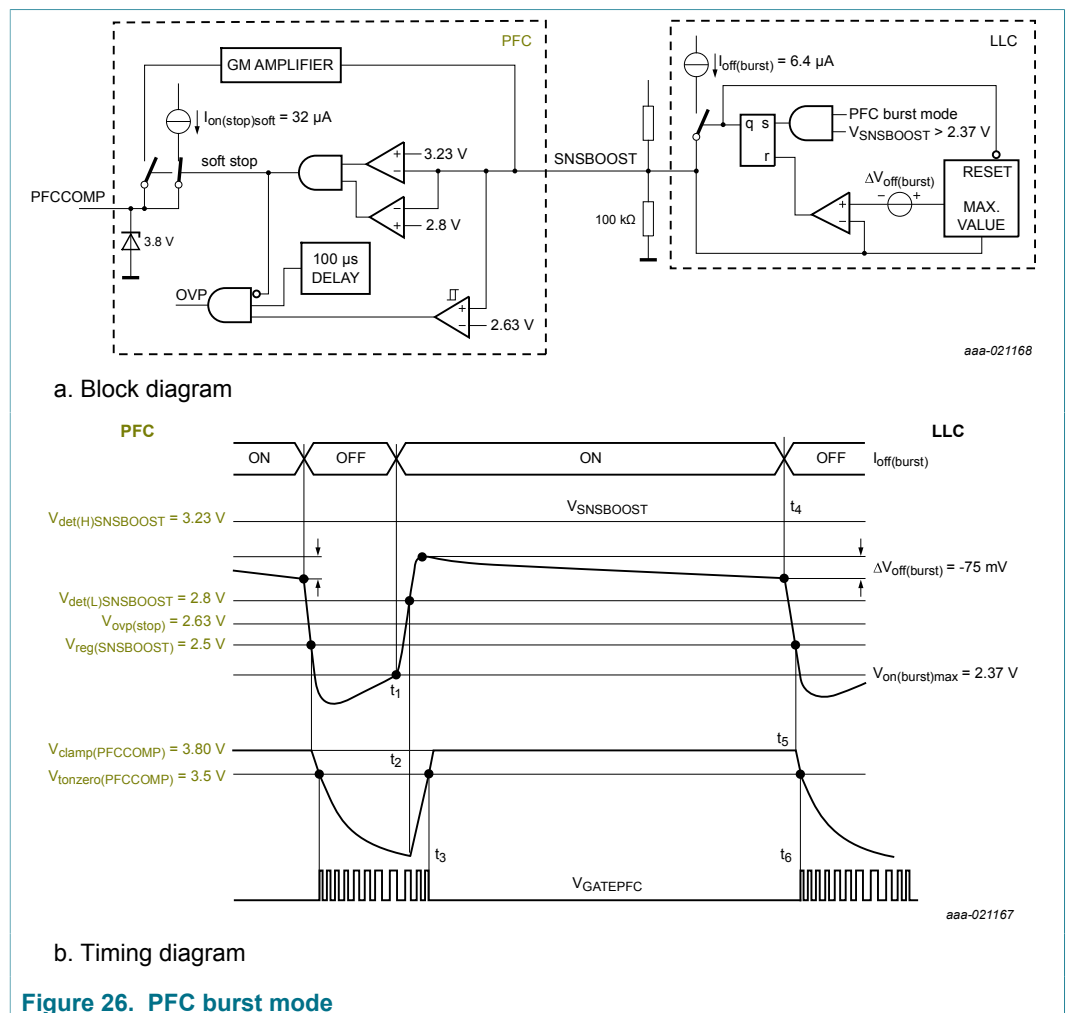 PFC
LLC
GM AMPLIFIER
Ion(stop)soft = 32 µA
soft stop
3.23 V
2.8 V
PFCCOMP
3.8 V
100 µs
DELAY
OVP
2.63 V
SNSBOOST
100 kΩ
Ioff(burst) = 6.4 µA
q s
r
PFC burst mode
VSNSBOOST > 2.37 V
ΔVoff(burst)
RESET
MAX.
VALUE
aaa-021168
a. Block diagram
PFC
LLC
ON
OFF
ON
OFF
Ioff(burst)
Vdet(H)SNSBOOST = 3.23 V
VSNSBOOST
t4
ΔVoff(burst) = -75 mV
Vdet(L)SNSBOOST = 2.8 V
Vovp(stop) = 2.63 V
Vreg(SNSBOOST) = 2.5 V
t1
Von(burst)max = 2.37 V
Vclamp(PFCCOMP) = 3.80 V
t2
t5
Vtonzero(PFCCOMP) = 3.5 V
t3
t6
VGATEPFC
aaa-021167
b. Timing diagram
Figure 26. PFC burst mode